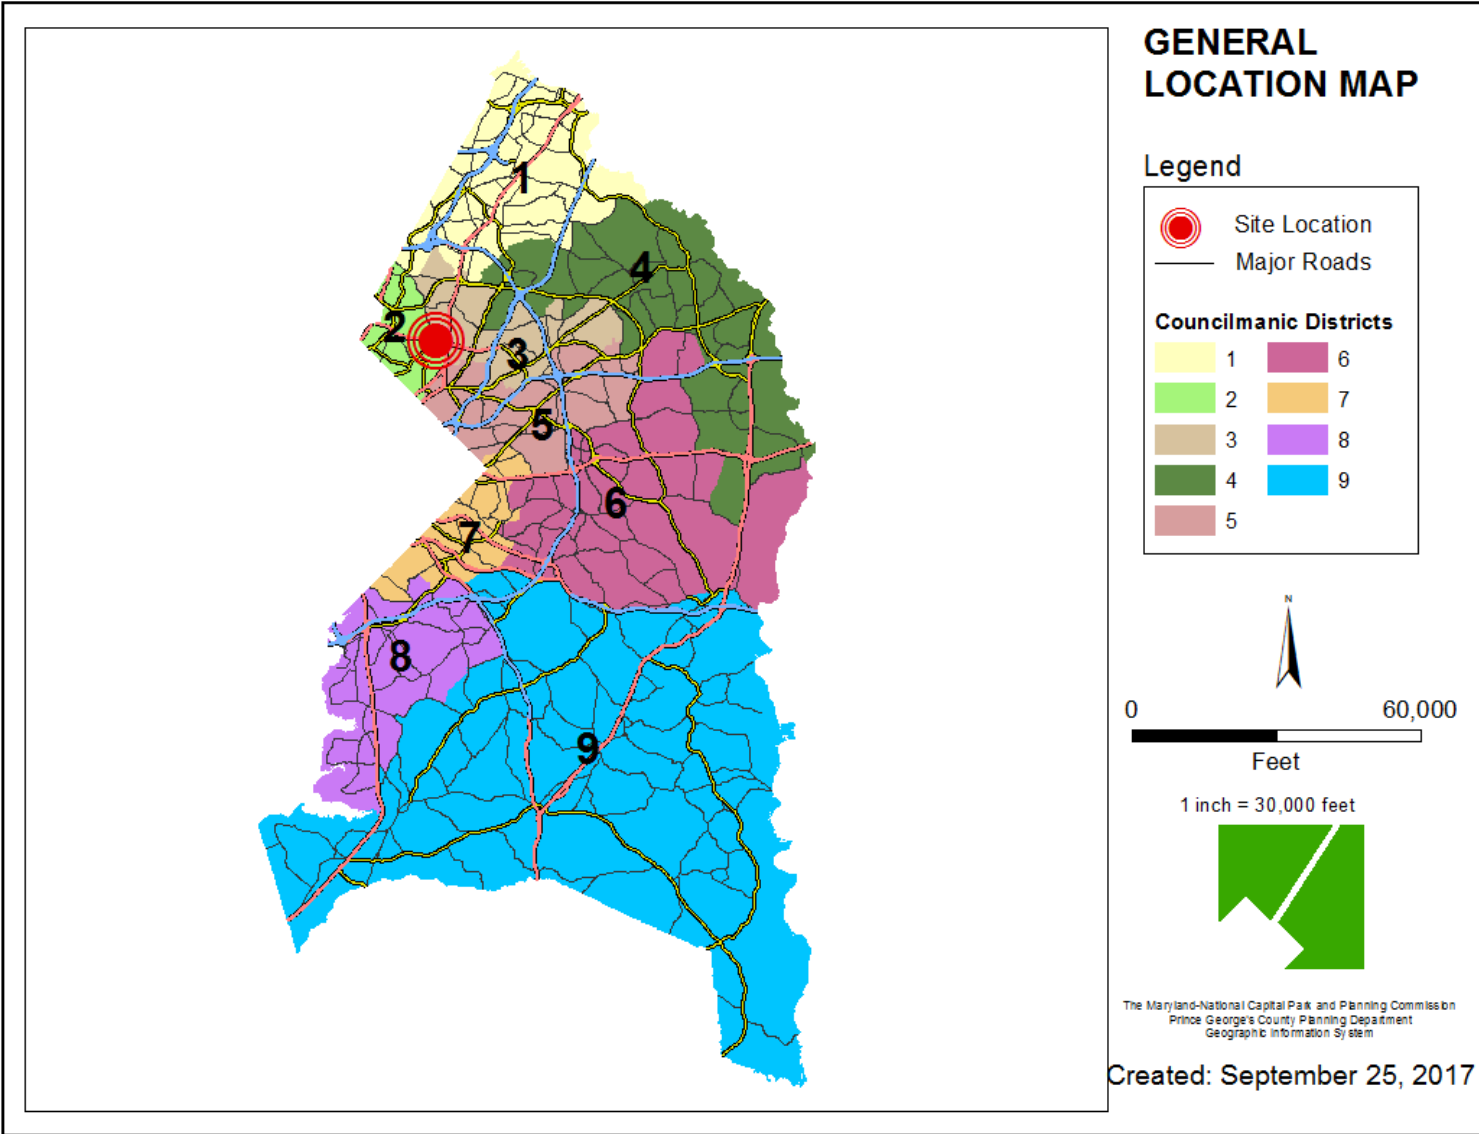 GENERAL
LOCATION MAP
Legend
Site Location
Major Roads
Councilmanic Districts
1 6
2 7
3 8
4 9
5
N
0 60,000
Feet
1 inch = 30,000 feet
The Maryland-National Capital Park and Planning Commission
Prince George's County Planning Department
Geographic Information System
Created: September 25, 2017
1
4
2
3
5
6
7
8
9